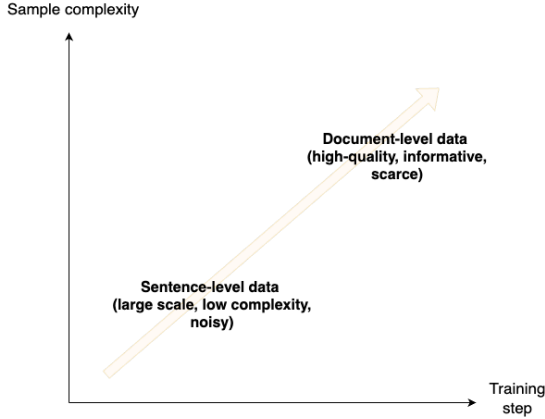 Sample complexity
Document-level data
(high-quality, informative,
scarce)
Sentence-level data
(large scale, low complexity,
noisy)
Training
step